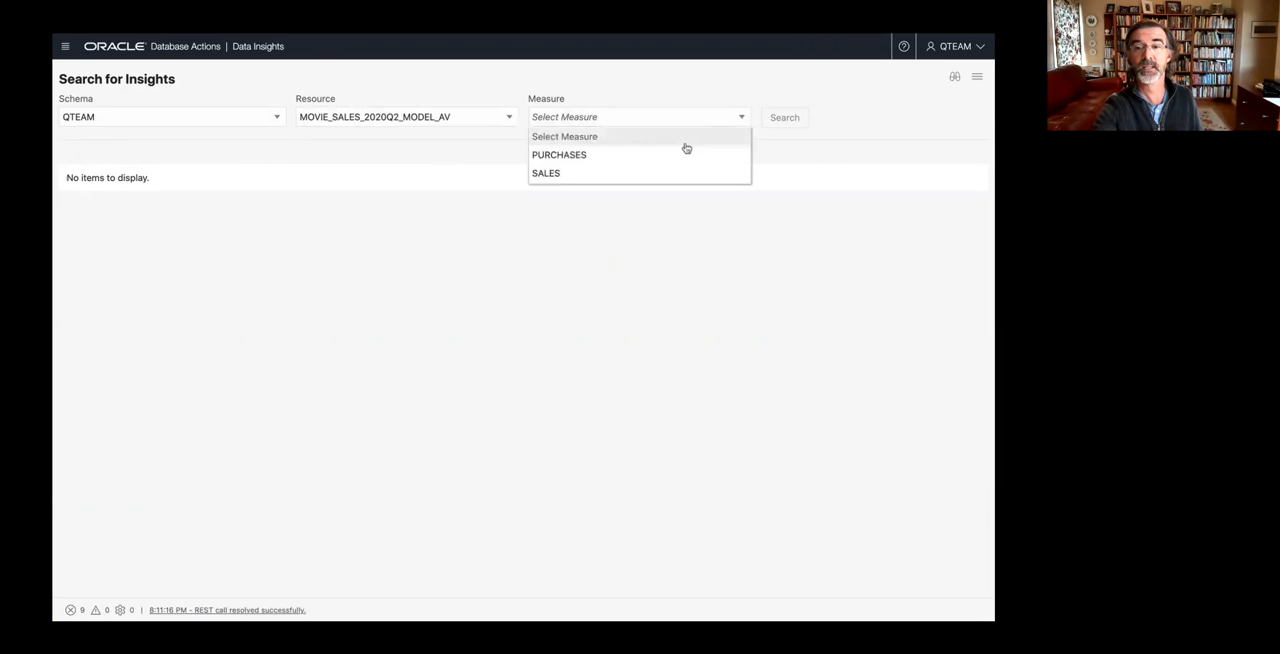 ORACLE Database Actions | Data Insights
QTEAM
Search for Insights
Schema
Resource
Measure
QTEAM
MOVIE_SALES_2020Q2_MODEL_AV
Select Measure
Search
Select Measure
PURCHASES
SALES
No items to display.
9 0 0 | 8:11:16 PM - REST call resolved successfully.